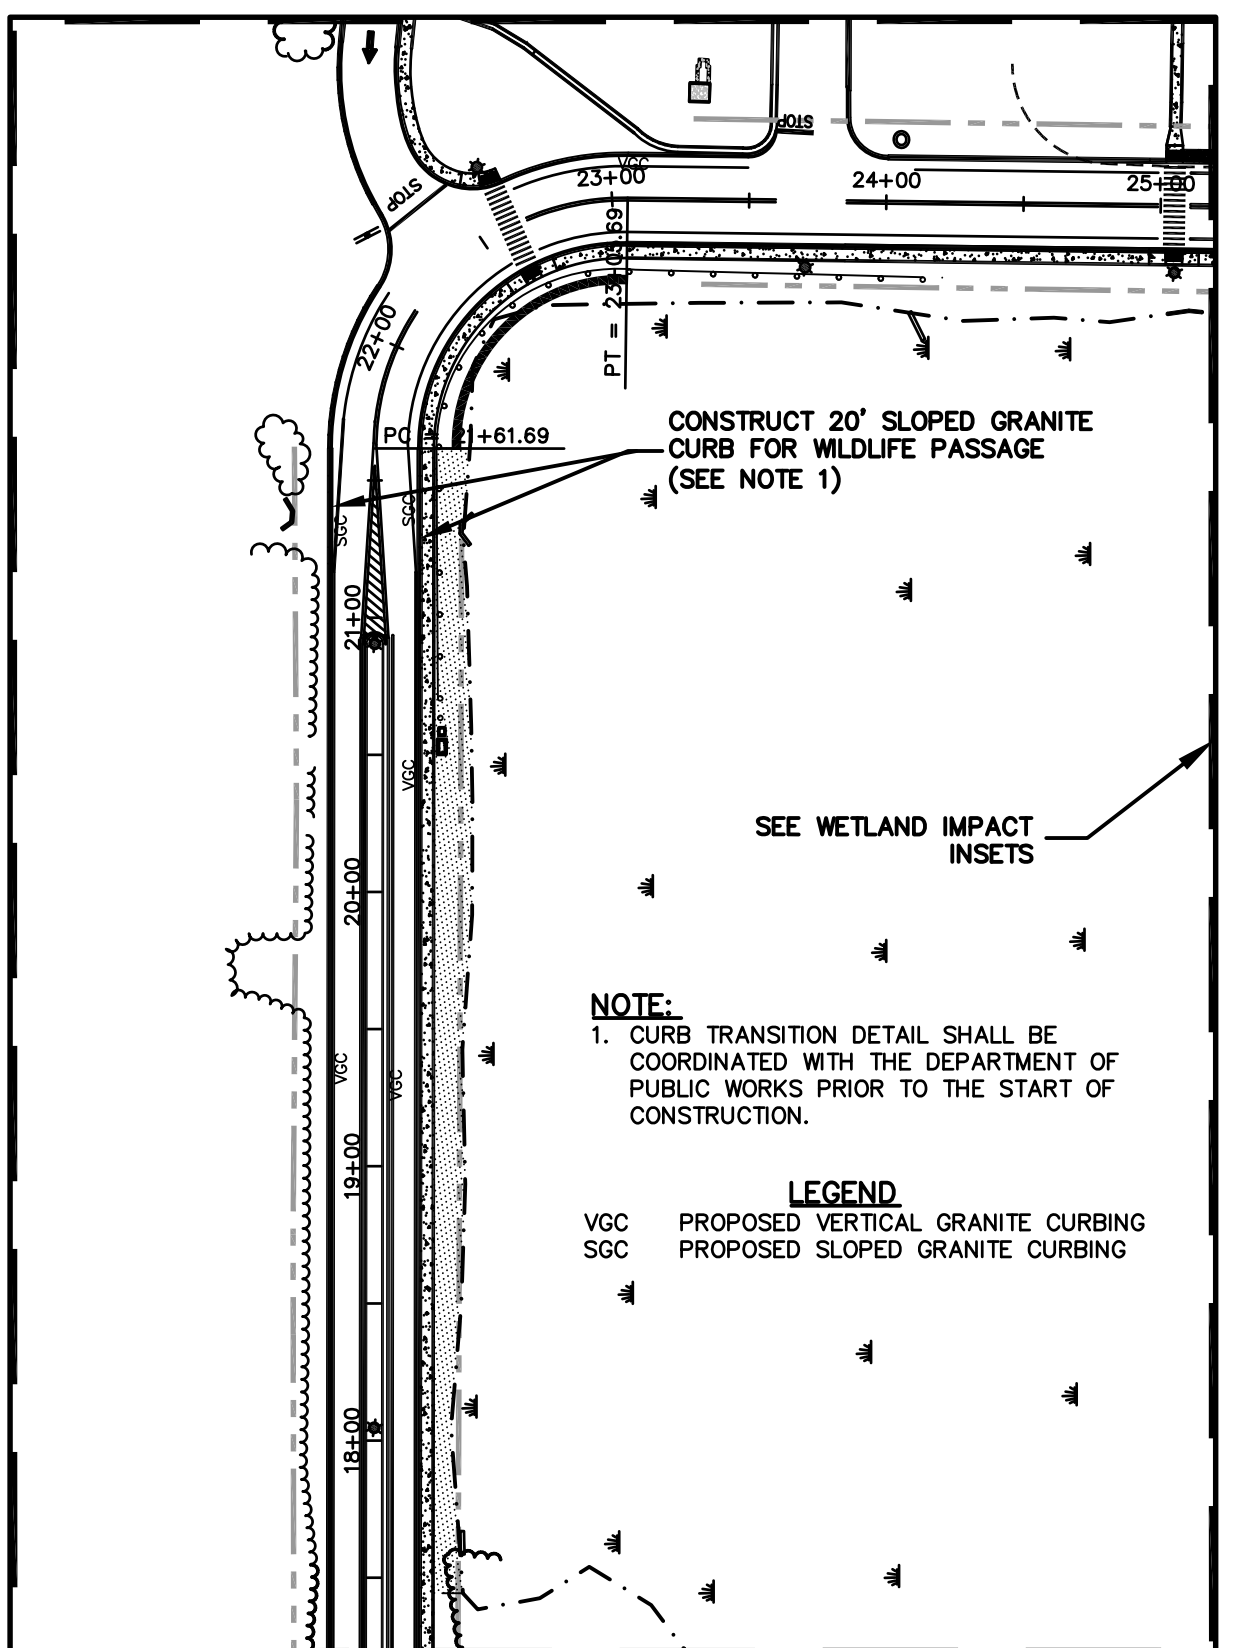 STOP
VGC
23+00
24+00
25+00
STOP
22+00
PT = 23+05.69
PC = 21+61.69
CONSTRUCT 20' SLOPED GRANITE
CURB FOR WILDLIFE PASSAGE
(SEE NOTE 1)
SGC
SGC
21+00
VGC
SEE WETLAND IMPACT
INSETS
20+00
NOTE:
1. CURB TRANSITION DETAIL SHALL BE
COORDINATED WITH THE DEPARTMENT OF
PUBLIC WORKS PRIOR TO THE START OF
CONSTRUCTION.
VGC
VGC
19+00
LEGEND
VGC PROPOSED VERTICAL GRANITE CURBING
SGC PROPOSED SLOPED GRANITE CURBING
18+00